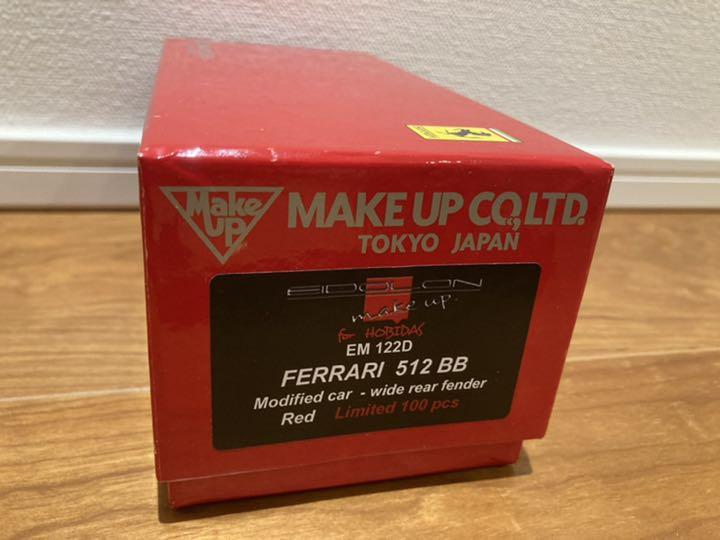 Make
UP
MAKE UP CO., LTD.
TOKYO JAPAN
EIDOLON
make up.
for HOBIDAS
EM 122D
FERRARI 512 BB
Modified car - wide rear fender
Red Limited 100 pcs